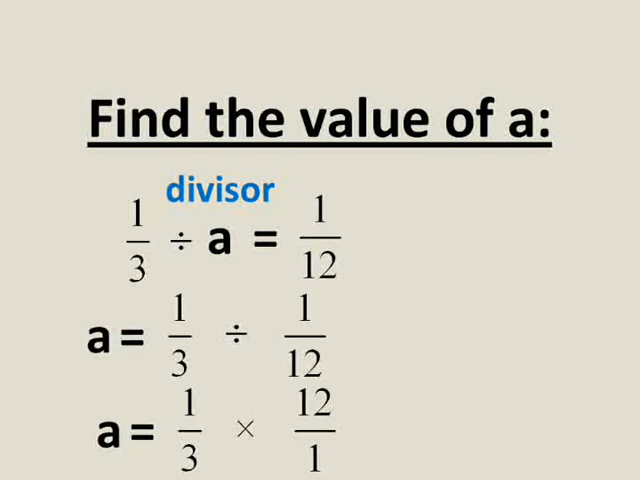 Find the value of a:
divisor
1/3 ÷ a = 1/12
a = 1/3 ÷ 1/12
a = 1/3 × 12/1